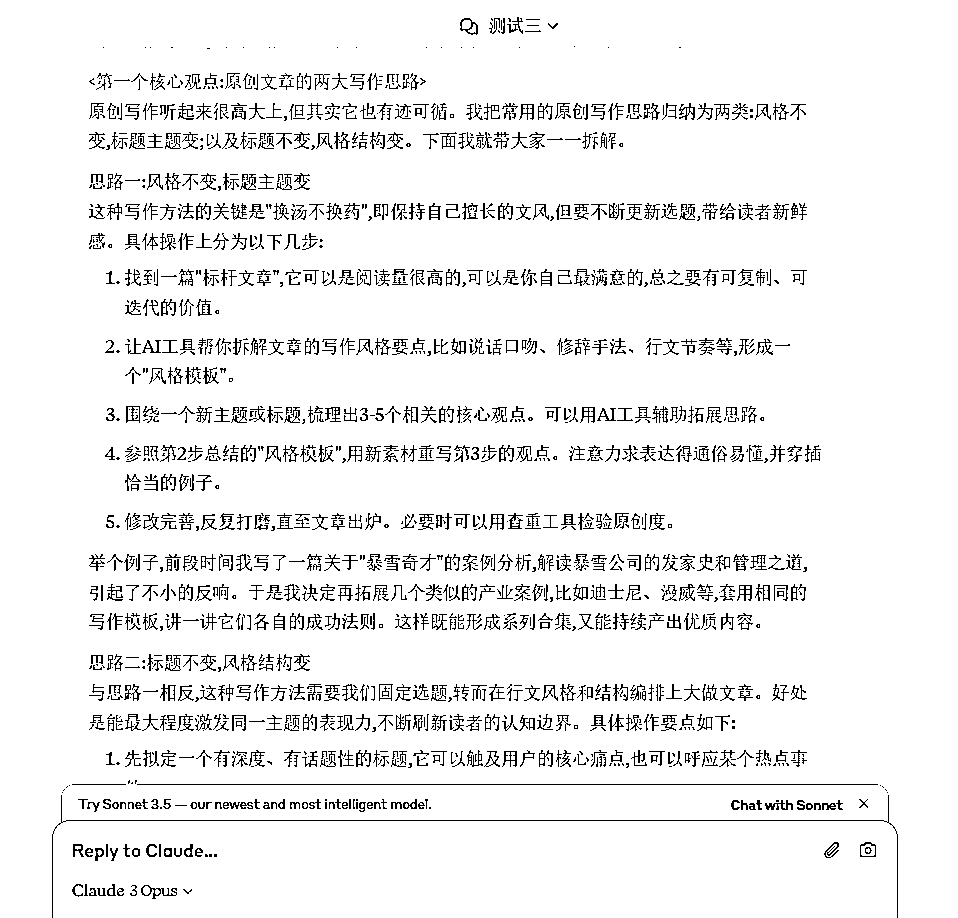 测试三
<第一个核心观点:原创文章的两大写作思路>
原创写作听起来很高大上,但其实它也有迹可循。我把常用的原创写作思路归纳为两类:风格不
变,标题主题变;以及标题不变,风格结构变。下面我就带大家一一拆解。
思路一:风格不变,标题主题变
这种写作方法的关键是"换汤不换药",即保持自己擅长的文风,但要不断更新选题,带给读者新鲜
感。具体操作上分为以下几步:
1. 找到一篇"标杆文章",它可以是阅读量很高的,可以是你自己最满意的,总之要有可复制、可
迭代的价值。
2. 让AI工具帮你拆解文章的写作风格要点,比如说话口吻、修辞手法、行文节奏等,形成一
个"风格模板"。
3. 围绕一个新主题或标题,梳理出3-5个相关的核心观点。可以用AI工具辅助拓展思路。
4. 参照第2步总结的"风格模板",用新素材重写第3步的观点。注意力求表达得通俗易懂,并穿插
恰当的例子。
5. 修改完善,反复打磨,直至文章出炉。必要时可以用查重工具检验原创度。
举个例子,前段时间我写了一篇关于"暴雪奇才"的案例分析,解读暴雪公司的发家史和管理之道,
引起了不小的反响。于是我决定再拓展几个类似的产业案例,比如迪士尼、漫威等,套用相同的
写作模板,讲一讲它们各自的成功法则。这样既能形成系列合集,又能持续产出优质内容。
思路二:标题不变,风格结构变
与思路一相反,这种写作方法需要我们固定选题,转而在行文风格和结构编排上大做文章。好处
是能最大程度激发同一主题的表现力,不断刷新读者的认知边界。具体操作要点如下:
1. 先拟定一个有深度、有话题性的标题,它可以触及用户的核心痛点,也可以呼应某个热点事
Try Sonnet 3.5 — our newest and most intelligent model. Chat with Sonnet
Reply to Claude...
Claude 3 Opus